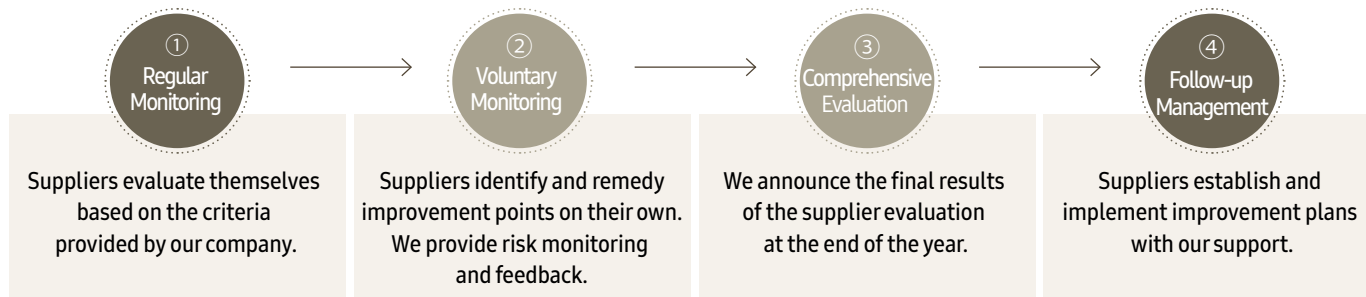 ①
Regular
Monitoring
Suppliers evaluate themselves
based on the criteria
provided by our company.
②
Voluntary
Monitoring
Suppliers identify and remedy
improvement points on their own.
We provide risk monitoring
and feedback.
③
Comprehensive
Evaluation
We announce the final results
of the supplier evaluation
at the end of the year.
④
Follow-up
Management
Suppliers establish and
implement improvement plans
with our support.